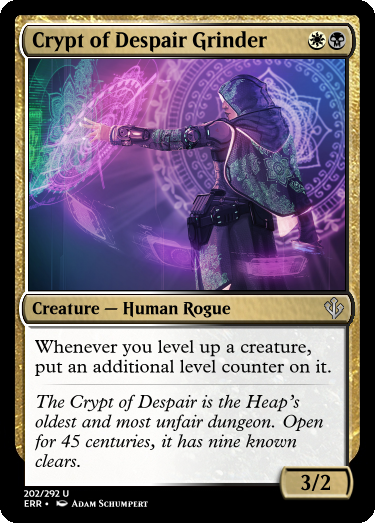 Crypt of Despair Grinder
Creature — Human Rogue
Whenever you level up a creature,
put an additional level counter on it.
The Crypt of Despair is the Heap's
oldest and most unfair dungeon. Open
for 45 centuries, it has nine known
clears.
3/2
202/292 U
ERR • Adam Schumpert